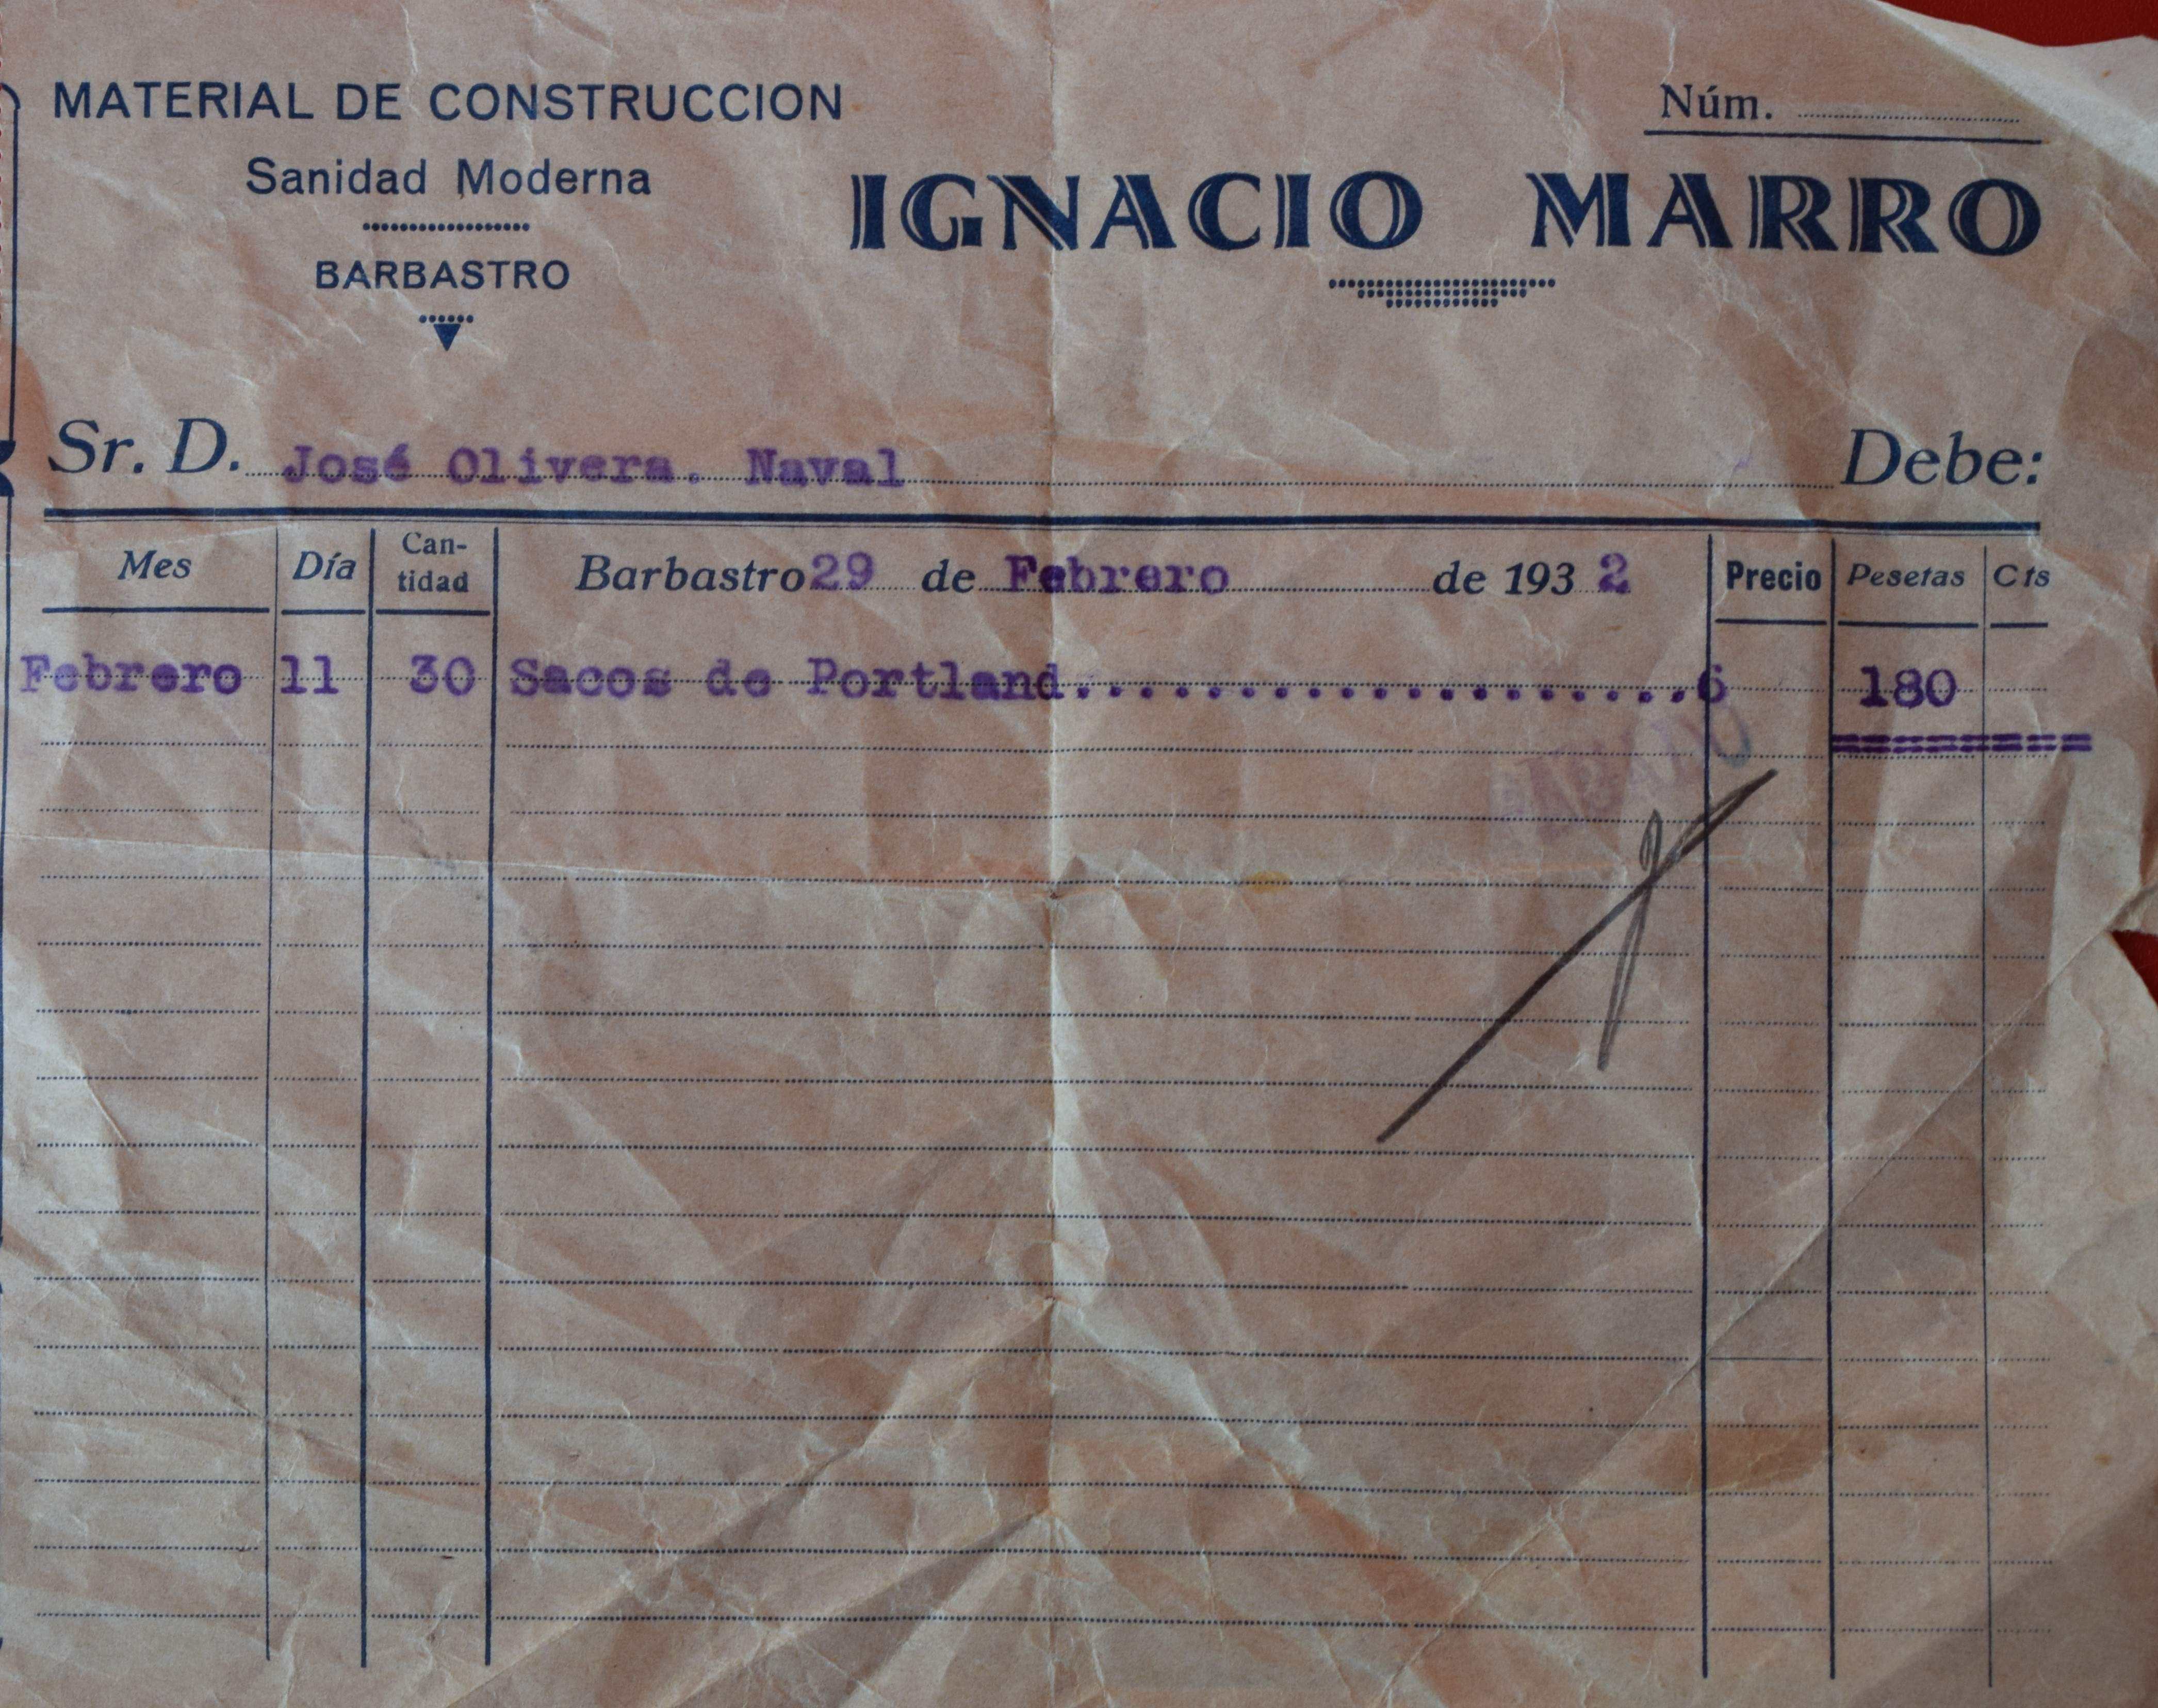 MATERIAL DE CONSTRUCCION
Sanidad Moderna
BARBASTRO
Núm.
IGNACIO MARRO
Sr. D. José Olivera. Naval Debe:
Mes Día Can-tidad Barbastro 29 de Febrero de 1932 Precio Pesetas Cts
Febrero 11 30 Sacos de Portland......................6 180
=========